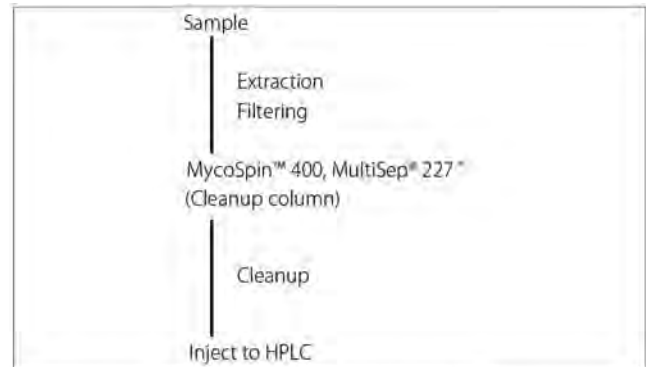 Sample
Extraction
Filtering
MycoSpin™ 400, MultiSep® 227*
(Cleanup column)
Cleanup
Inject to HPLC